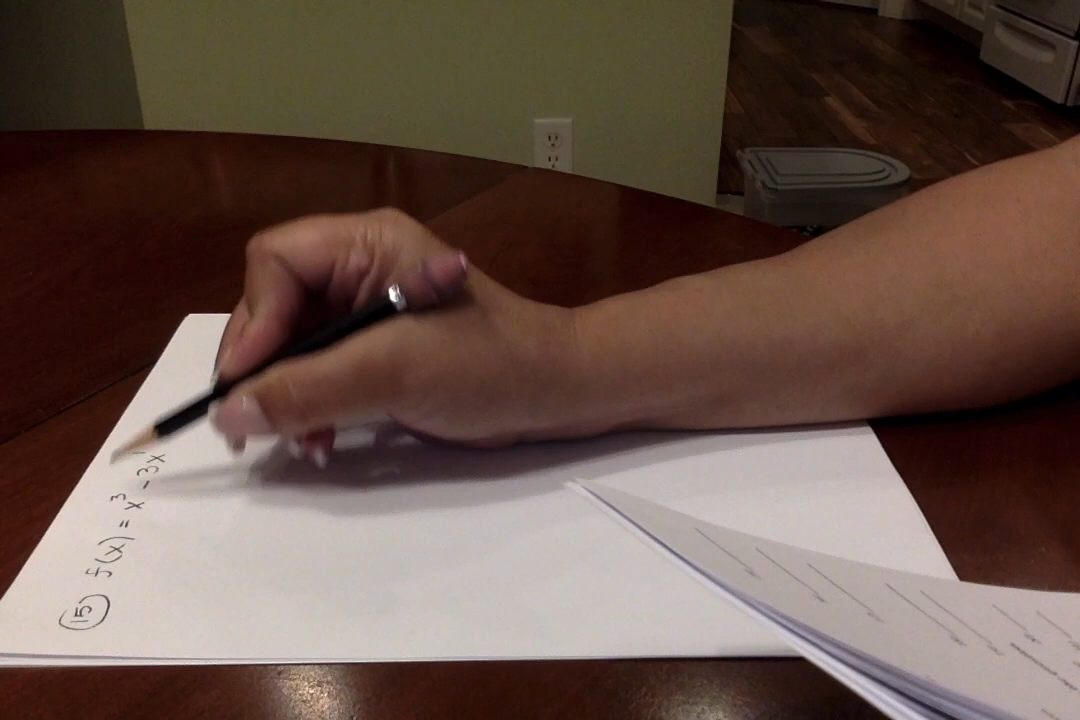 (15) f(x) = x³ - 3x